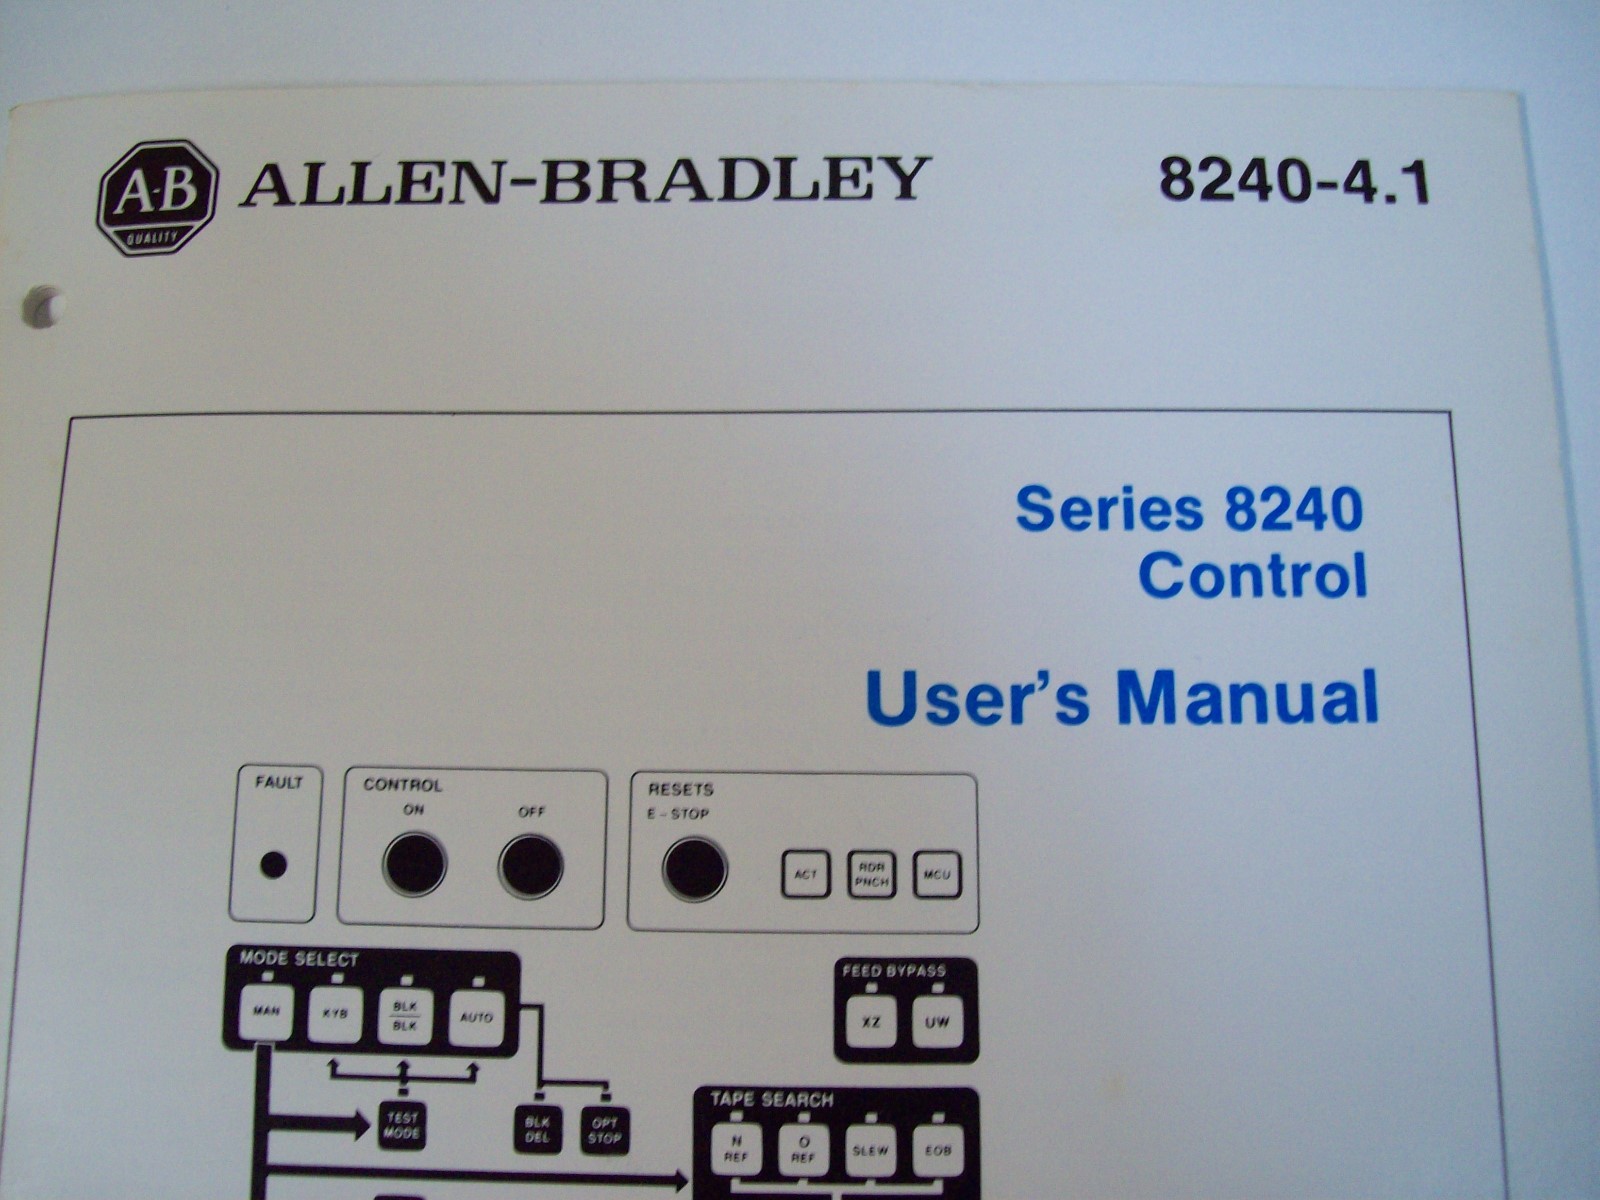 A-B
QUALITY
ALLEN-BRADLEY
8240-4.1
Series 8240
Control
User's Manual
FAULT
CONTROL
ON
OFF
RESETS
E-STOP
ACT
RDR
PNCH
MCU
MODE SELECT
MAN
KYB
BLK
BLK
AUTO
FEED BYPASS
XZ
UW
TEST
MODE
BLK
DEL
OPT
STOP
TAPE SEARCH
N
REF
O
REF
SLEW
EOB